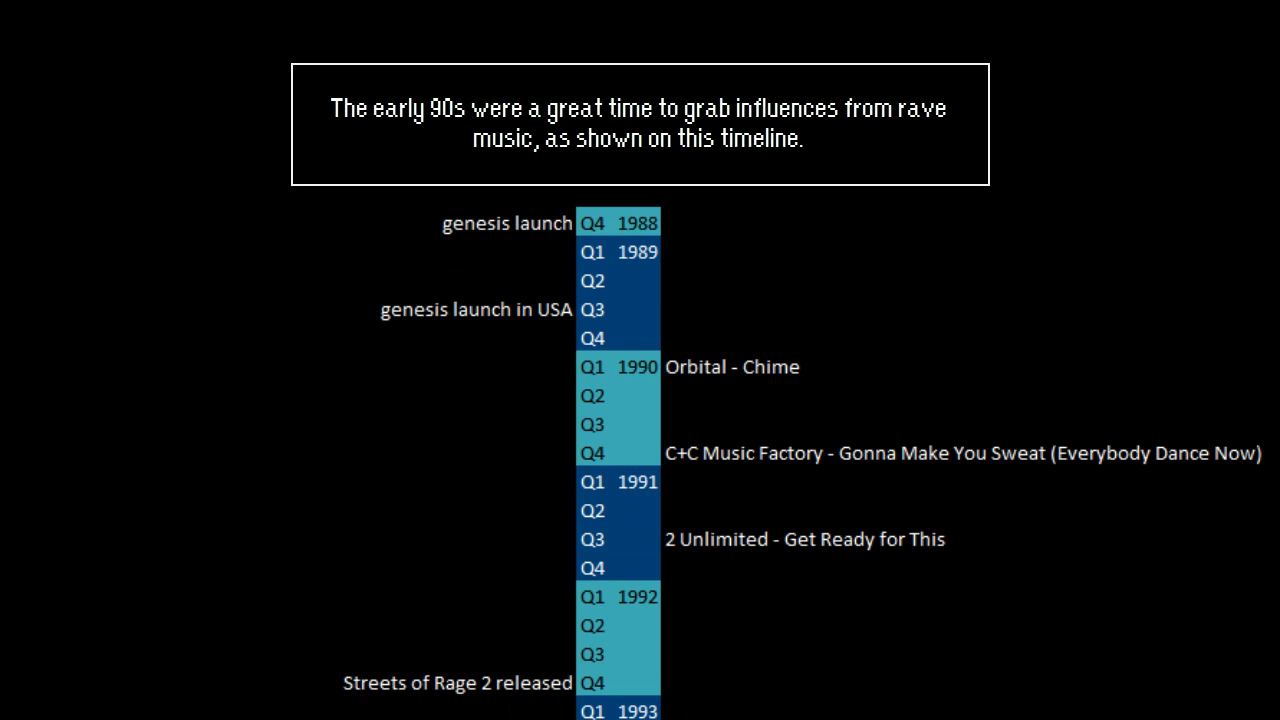 The early 90s were a great time to grab influences from rave
music, as shown on this timeline.
genesis launch Q4 1988
Q1 1989
Q2
genesis launch in USA Q3
Q4
Q1 1990 Orbital - Chime
Q2
Q3
Q4 C+C Music Factory - Gonna Make You Sweat (Everybody Dance Now)
Q1 1991
Q2
Q3 2 Unlimited - Get Ready for This
Q4
Q1 1992
Q2
Q3
Streets of Rage 2 released Q4
Q1 1993